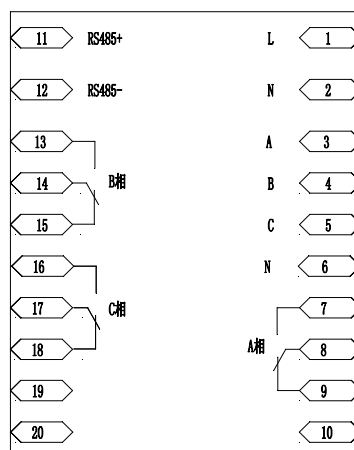 11 RS485+ L 1
12 RS485- N 2
13 A 3
14 B相 B 4
15 C 5
16 N 6
17 C相 7
18 A相 8
19 9
20 10